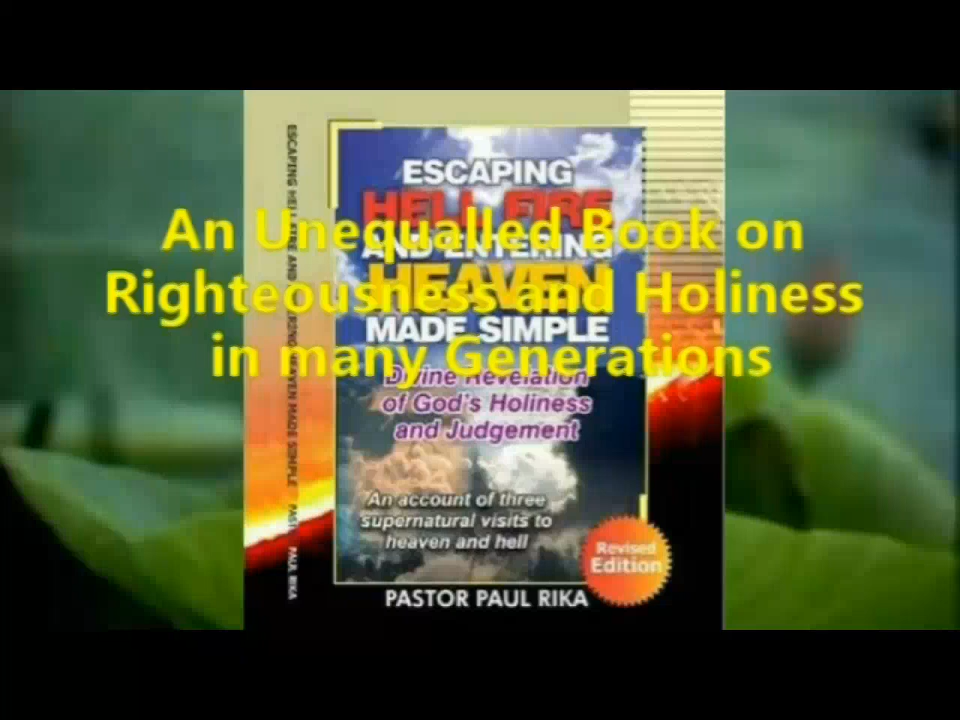 An Unequalled Book on
Righteousness and Holiness
in many Generations
ESCAPING
HELL FIRE
AND ENTERING
HEAVEN
MADE SIMPLE
Divine Revelation
of God's Holiness
and Judgement
An account of three
supernatural visits to
heaven and hell
Revised
Edition
PASTOR PAUL RIKA
ESCAPING HELL FIRE AND ENTERING HEAVEN MADE SIMPLE PAUL RIKA